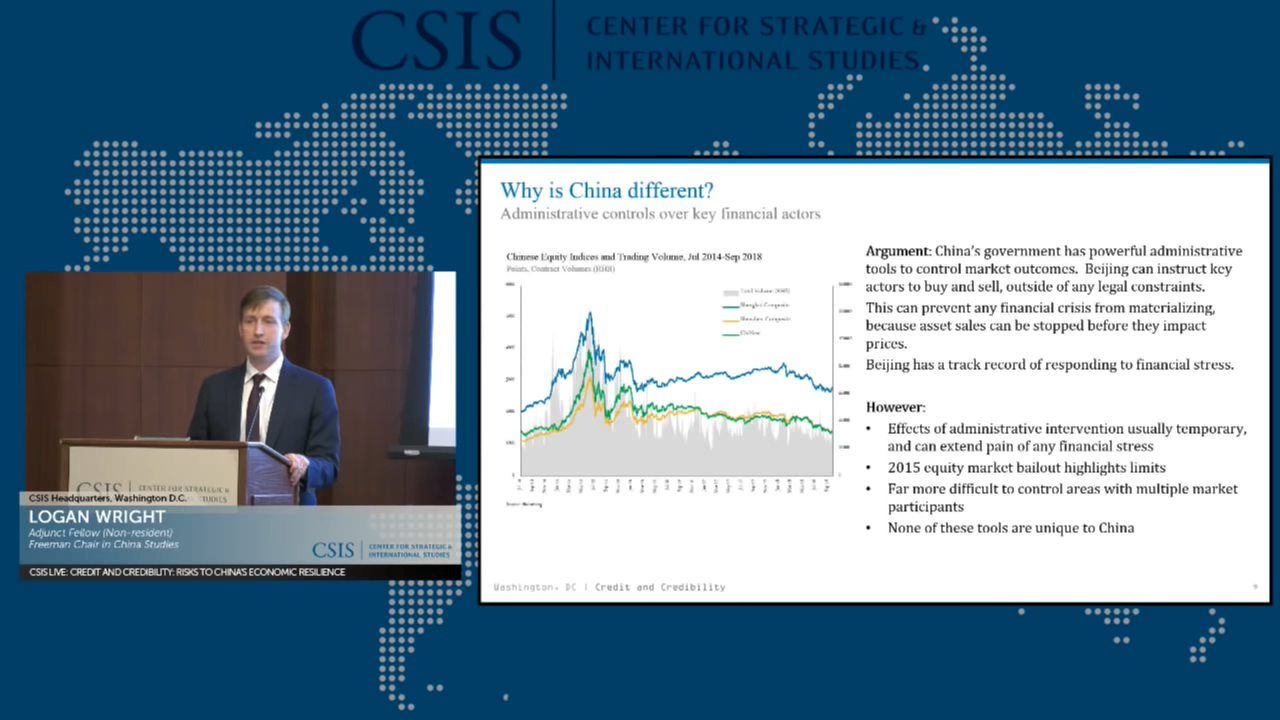 CSIS
CENTER FOR STRATEGIC &
INTERNATIONAL STUDIES
Why is China different?
Administrative controls over key financial actors
Chinese Equity Indices and Trading Volume, Jul 2014-Sep 2018
Points, Contract Volumes (RHS)
Shanghai Composite
Shenzhen Composite
Argument: China's government has powerful administrative
tools to control market outcomes. Beijing can instruct key
actors to buy and sell, outside of any legal constraints.
This can prevent any financial crisis from materializing,
because asset sales can be stopped before they impact
prices.
Beijing has a track record of responding to financial stress.
However:
• Effects of administrative intervention usually temporary,
and can extend pain of any financial stress
• 2015 equity market bailout highlights limits
• Far more difficult to control areas with multiple market
participants
• None of these tools are unique to China
Washington, DC | Credit and Credibility
CSIS
CENTER FOR STRATEGIC &
STUDIES
CSIS Headquarters, Washington D.C.
LOGAN WRIGHT
Adjunct Fellow (Non-resident)
Freeman Chair in China Studies
CSIS
CENTER FOR STRATEGIC &
INTERNATIONAL STUDIES
CSIS LIVE: CREDIT AND CREDIBILITY: RISKS TO CHINA'S ECONOMIC RESILIENCE